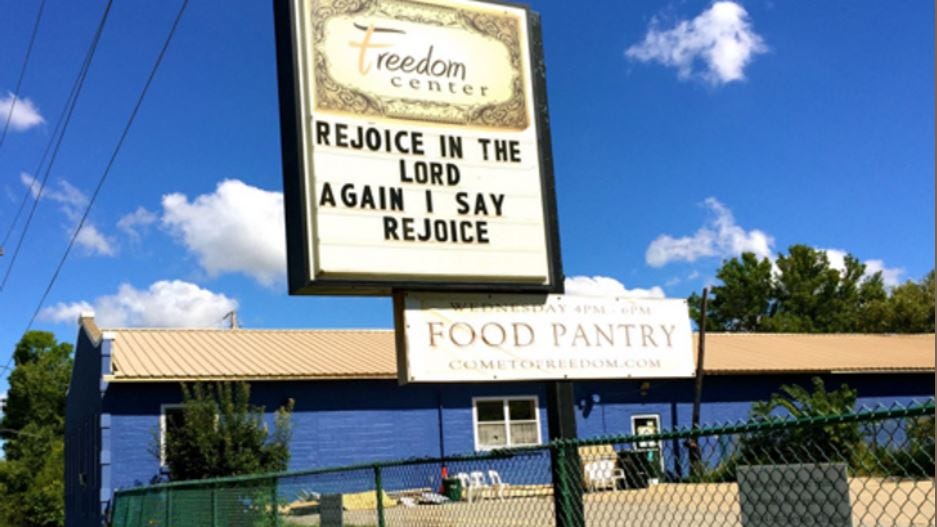 Freedom
center
REJOICE IN THE
LORD
AGAIN I SAY
REJOICE
WEDNESDAY 4PM - 6PM
FOOD PANTRY
COMETOFREEDOM.COM